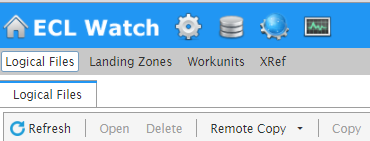 ECL Watch
Logical Files Landing Zones Workunits XRef
Logical Files
Refresh Open Delete Remote Copy Copy